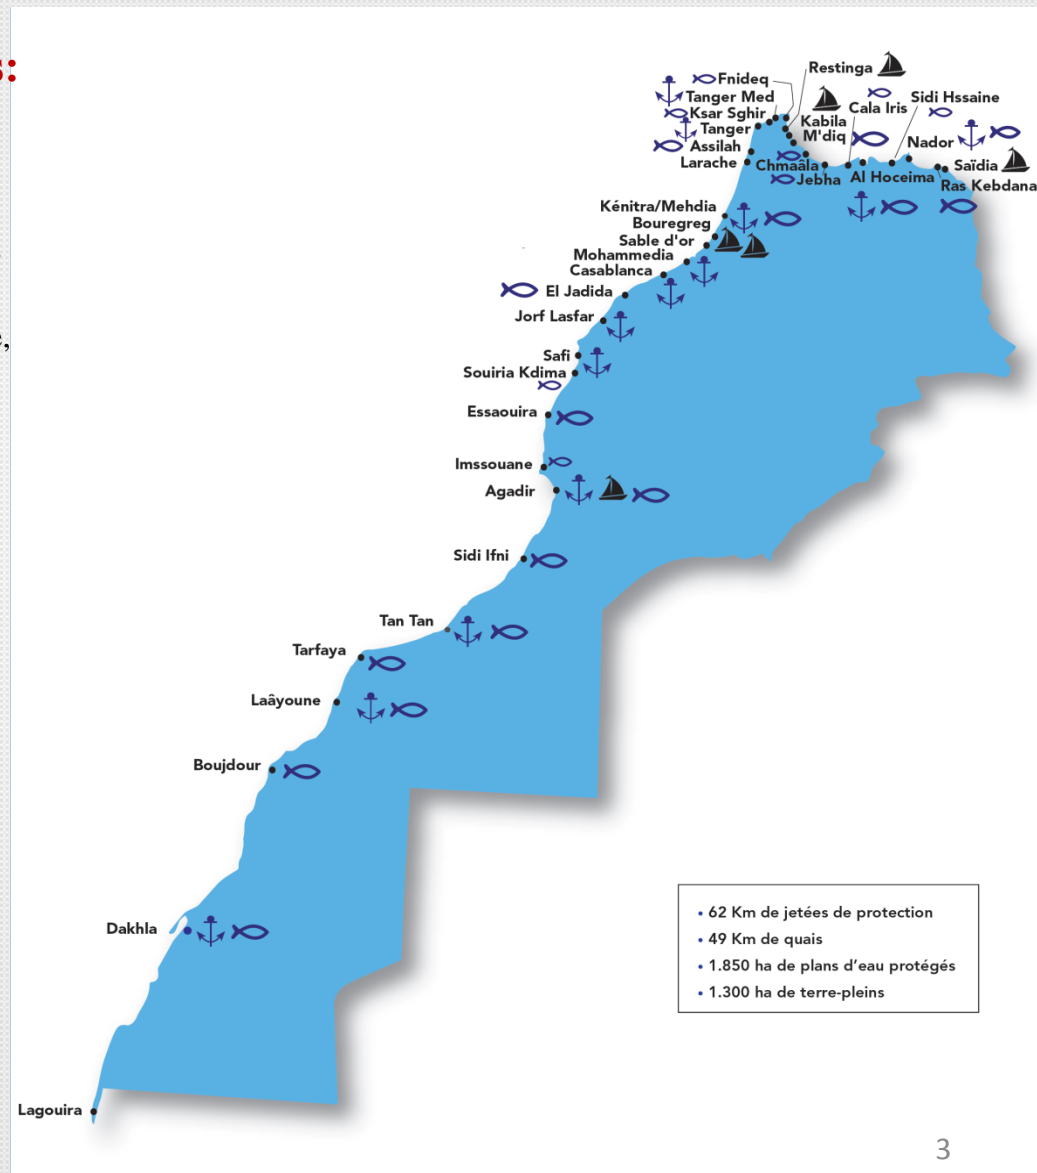 s:
e,
Restinga
Fnideq
Tanger Med
Cala Iris
Sidi Hssaine
Ksar Sghir
Kabila
Tanger
M'diq
Nador
Assilah
Larache
Chmaâla
Saïdia
Jebha
Al Hoceima
Ras Kebdana
Kénitra/Mehdia
Bouregreg
Sable d'or
Mohammedia
Casablanca
El Jadida
Jorf Lasfar
Safi
Souiria Kdima
Essaouira
Imssouane
Agadir
Sidi Ifni
Tan Tan
Tarfaya
Laâyoune
Boujdour
Dakhla
• 62 Km de jetées de protection
• 49 Km de quais
• 1.850 ha de plans d'eau protégés
• 1.300 ha de terre-pleins
Lagouira
3